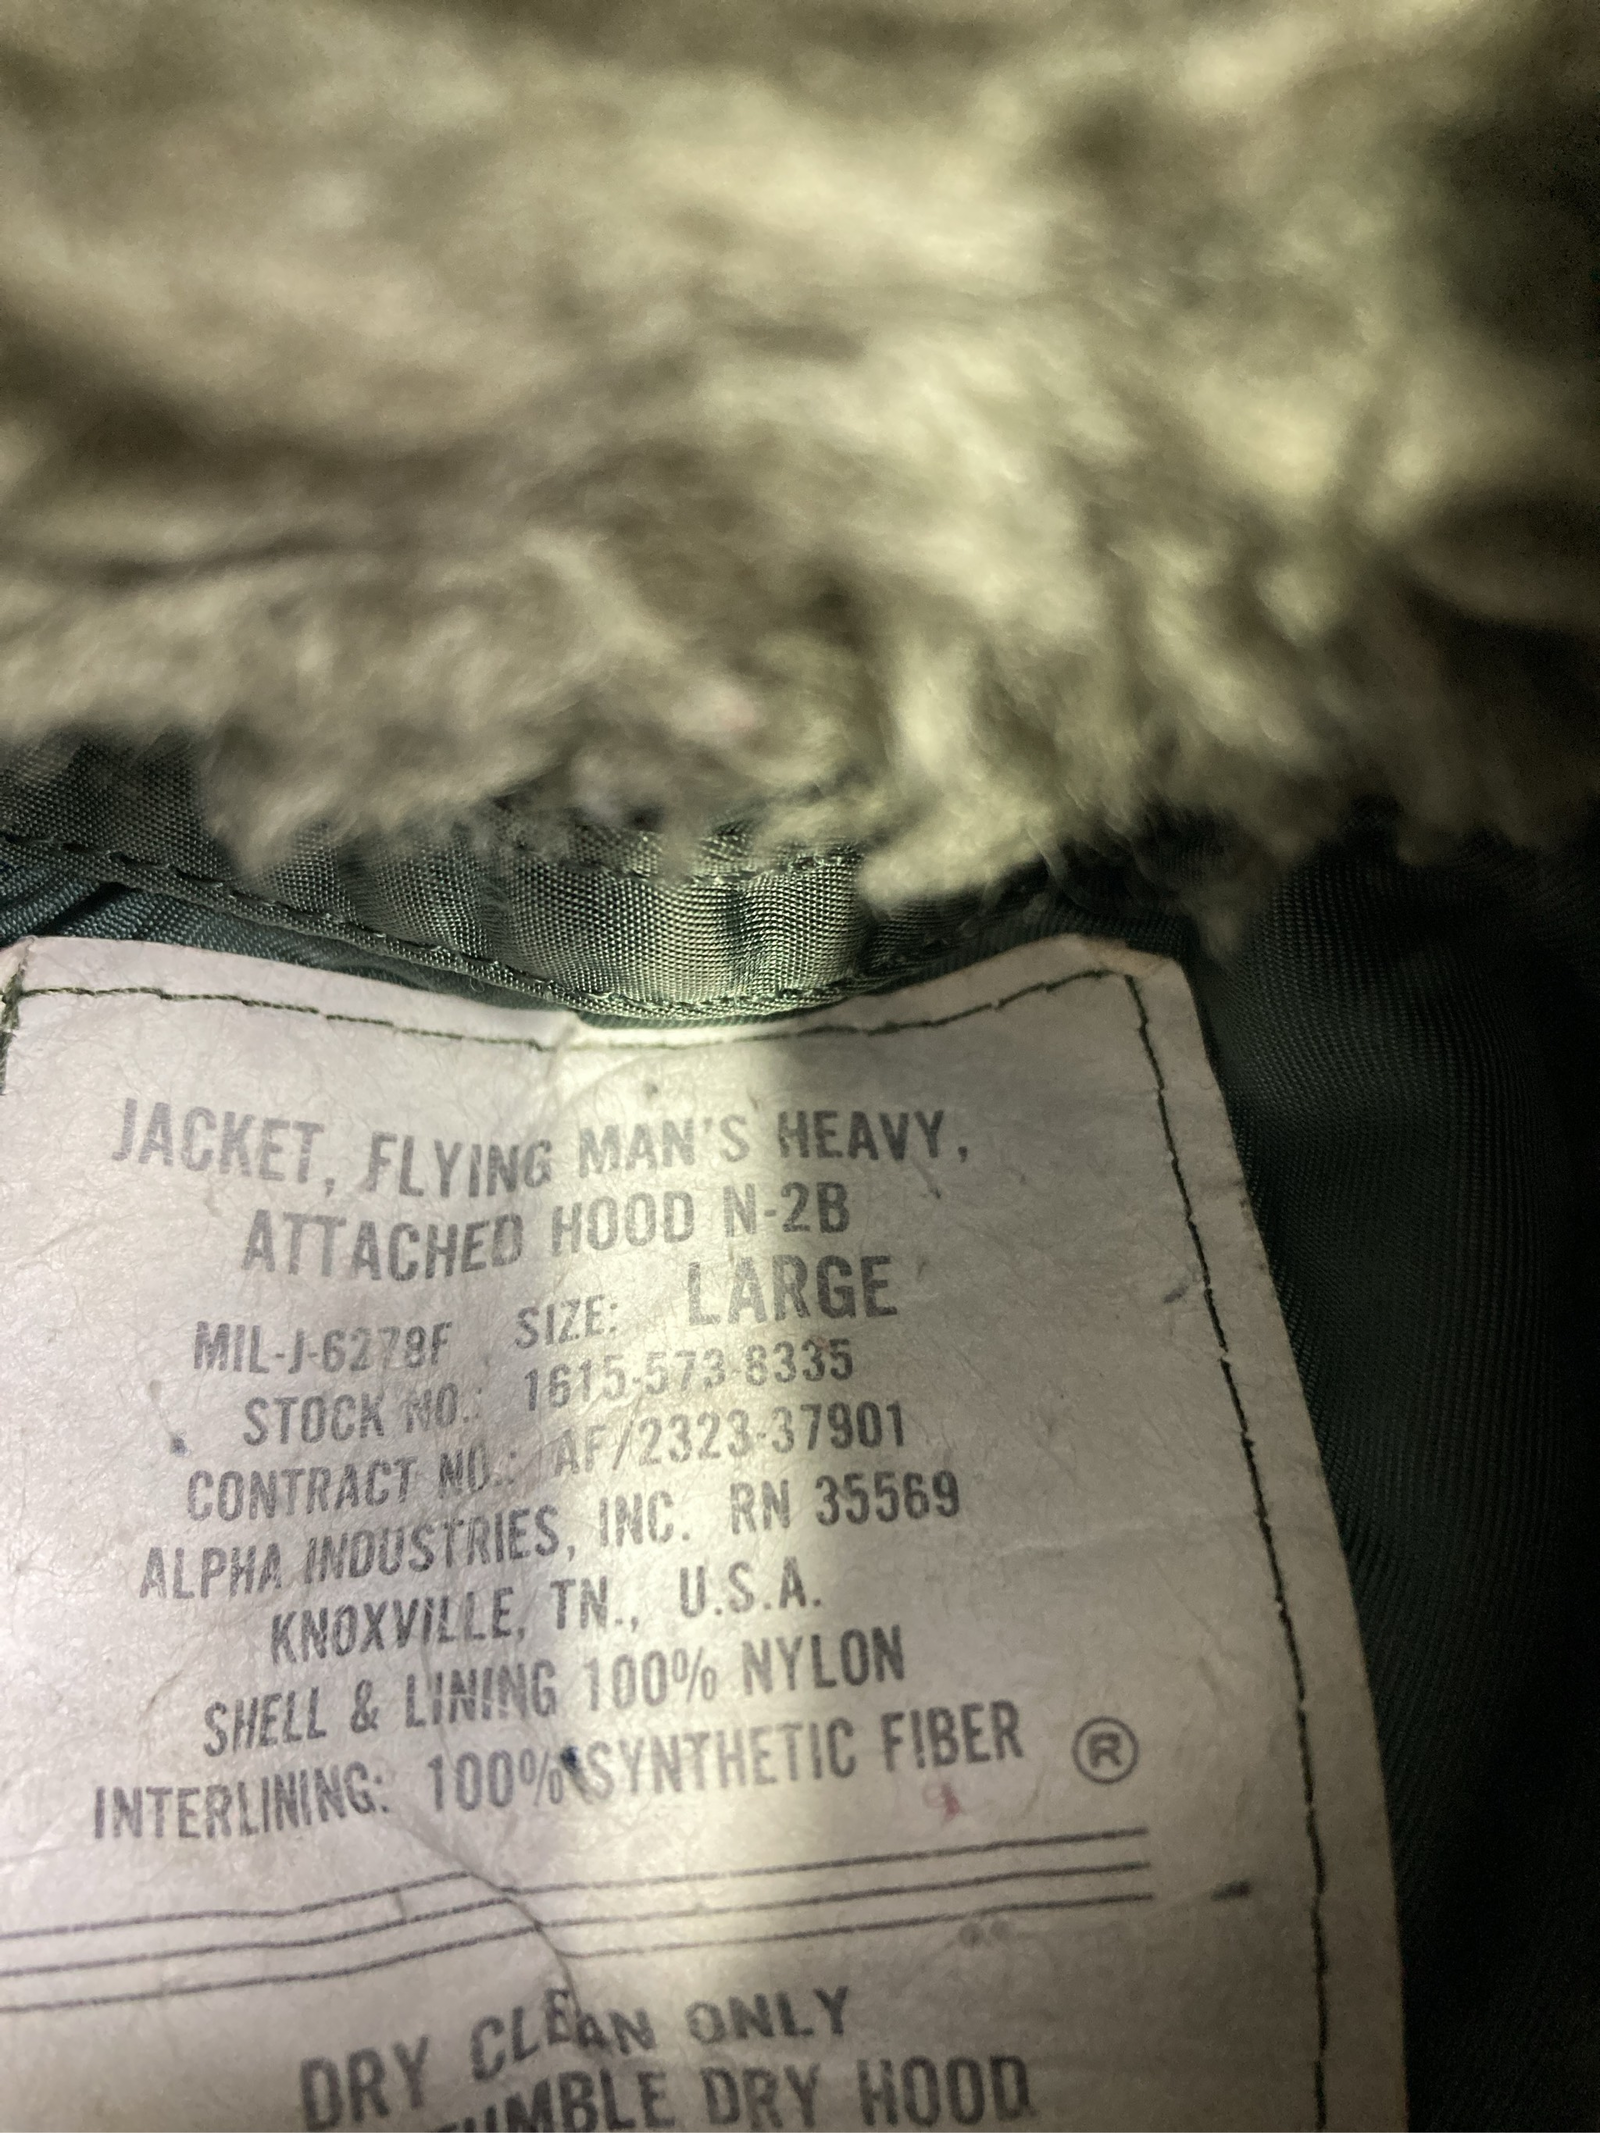 JACKET, FLYING MAN'S HEAVY,
ATTACHED HOOD N-2B
SIZE: LARGE
MIL-J-6279F
STOCK NO.: 1615-573-8335
CONTRACT NO.: AF/2323-37901
ALPHA INDUSTRIES, INC. RN 35569
KNOXVILLE, TN., U.S.A.
SHELL & LINING 100% NYLON
INTERLINING: 100% SYNTHETIC FIBER ®
DRY CLEAN ONLY
TUMBLE DRY HOOD